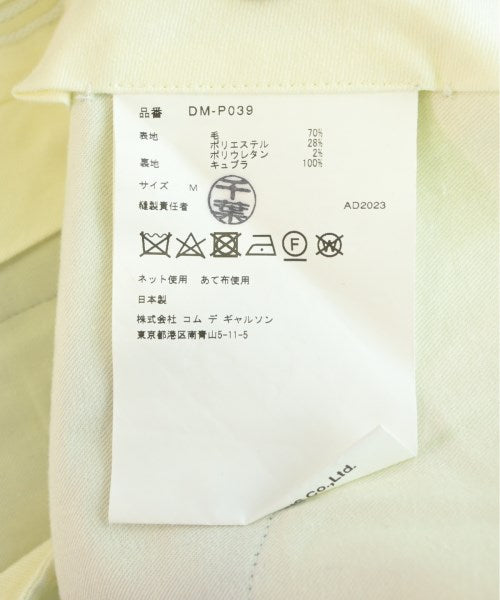 品番 DM-P039
表地 毛 70%
ポリエステル 28%
ポリウレタン 2%
裏地 キュプラ 100%
サイズ M
千葉
縫製責任者 AD2023
F W
ネット使用 あて布使用
日本製
株式会社 コム デ ギャルソン
東京都港区南青山5-11-5
Co.,Ltd.